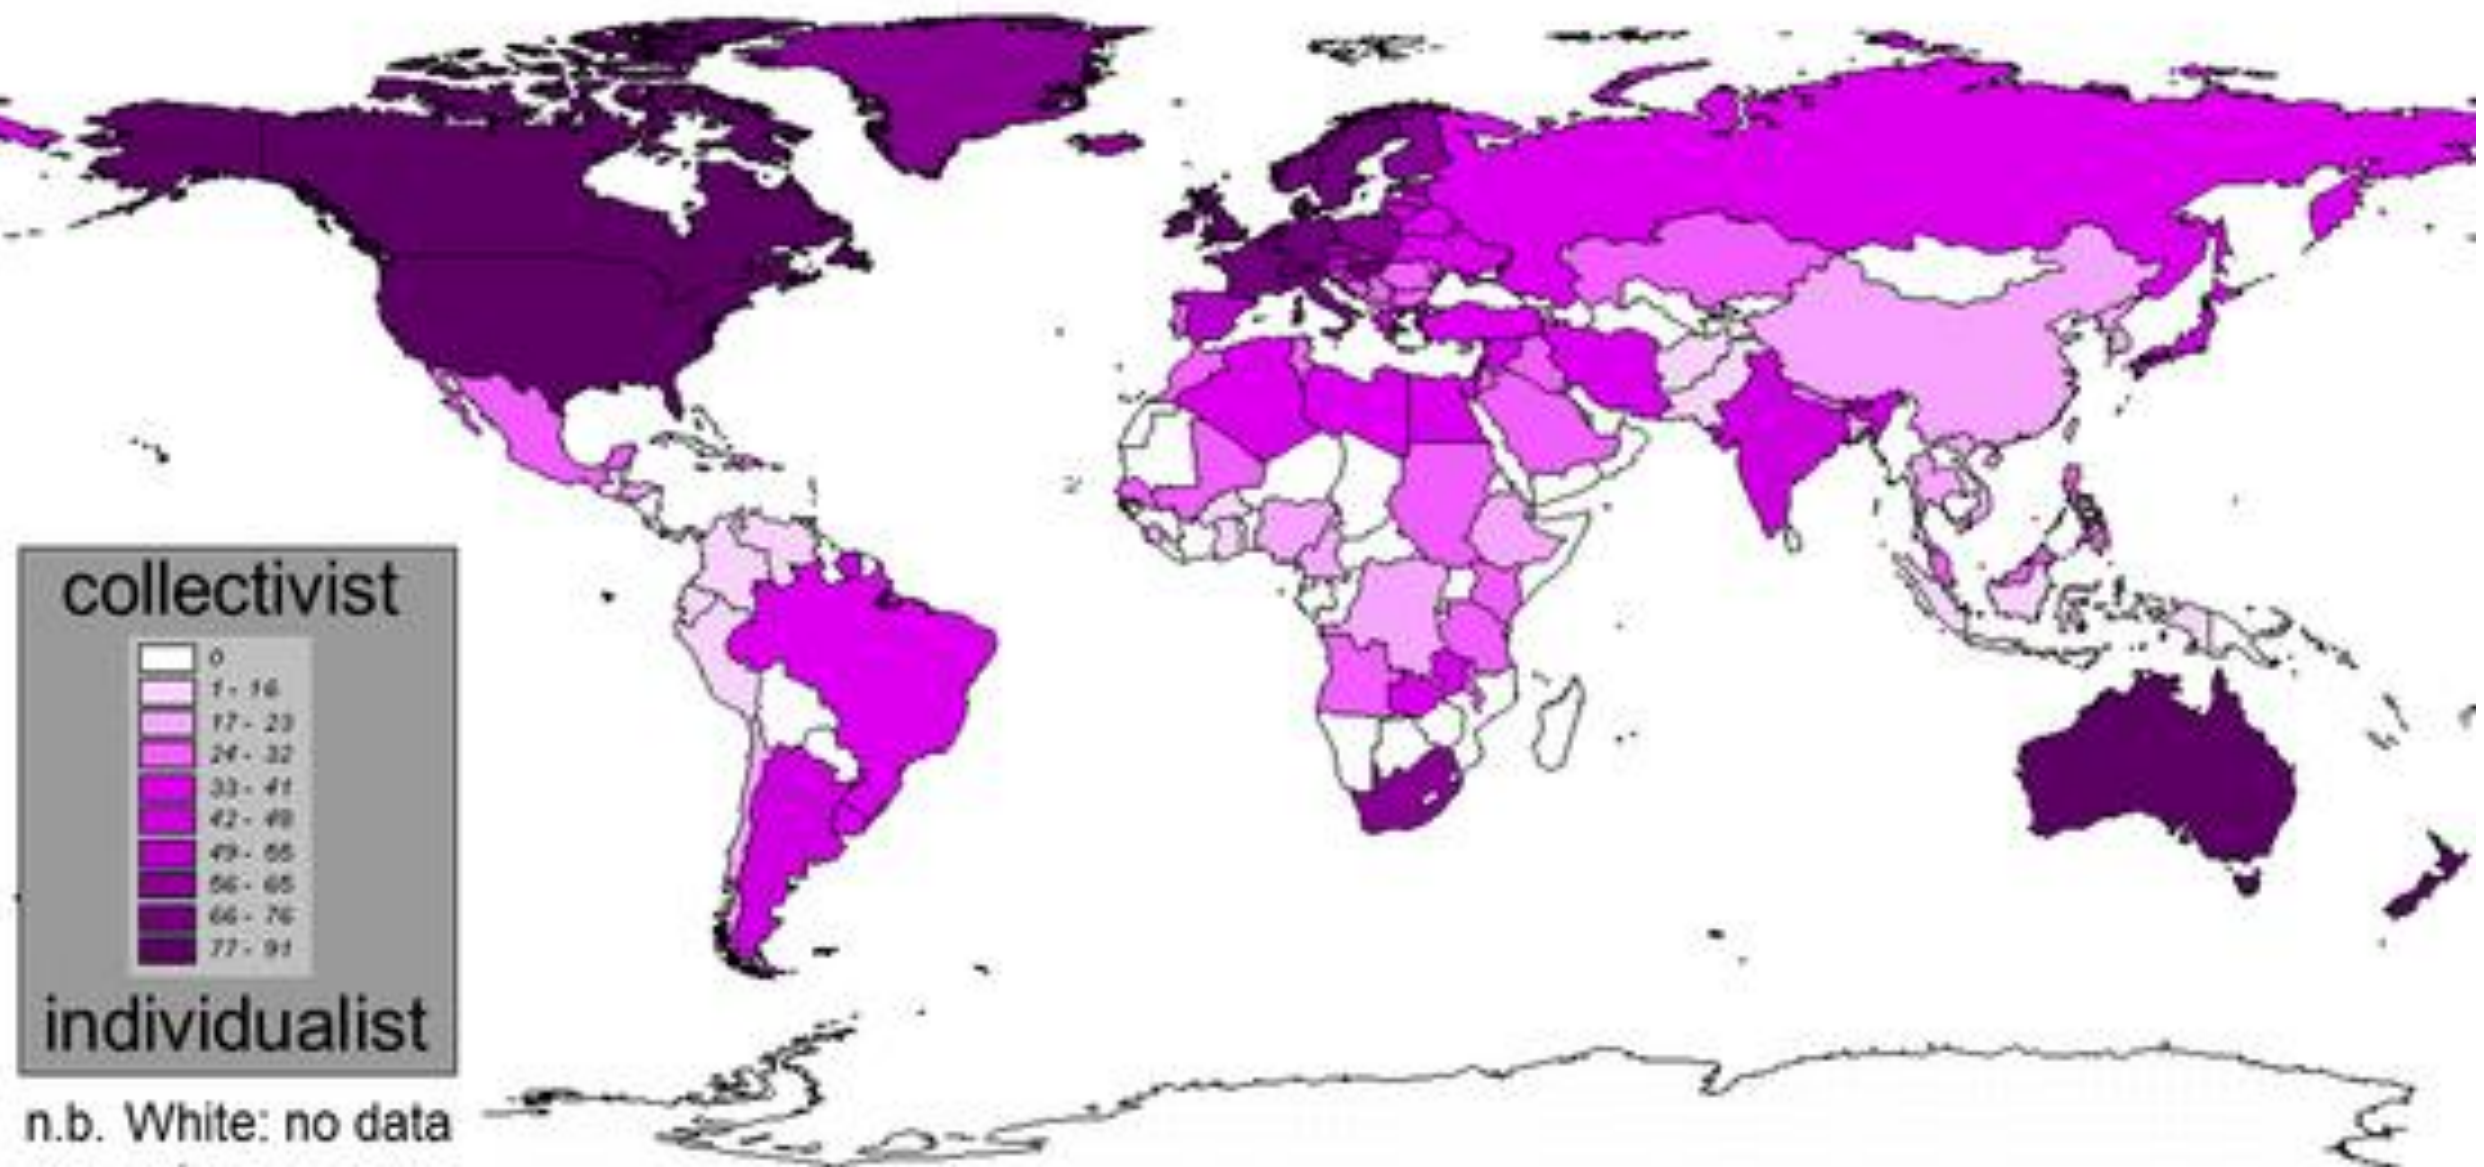 collectivist
0
1 - 16
17 - 23
24 - 32
33 - 41
42 - 48
49 - 55
56 - 65
66 - 76
77 - 91
individualist
n.b. White: no data